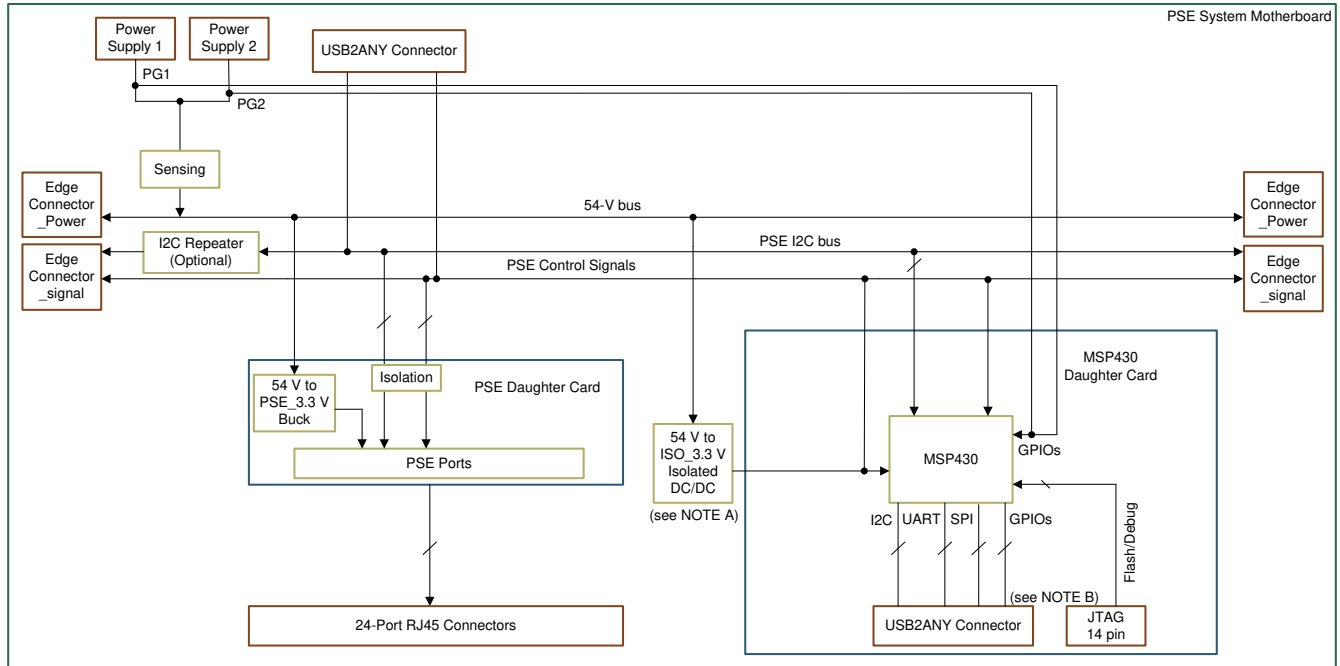 PSE System Motherboard
Power
Supply 1
Power
Supply 2
USB2ANY Connector
PG1
PG2
Sensing
Edge
Connector
_Power
54-V bus
Edge
Connector
_Power
I2C Repeater
(Optional)
PSE I2C bus
Edge
Connector
_signal
PSE Control Signals
Edge
Connector
_signal
54 V to
PSE_3.3 V
Buck
Isolation
PSE Daughter Card
PSE Ports
MSP430
Daughter Card
54 V to
ISO_3.3 V
Isolated
DC/DC
(see NOTE A)
MSP430
GPIOs
I2C
UART
SPI
GPIOs
Flash/Debug
(see NOTE B)
24-Port RJ45 Connectors
USB2ANY Connector
JTAG
14 pin